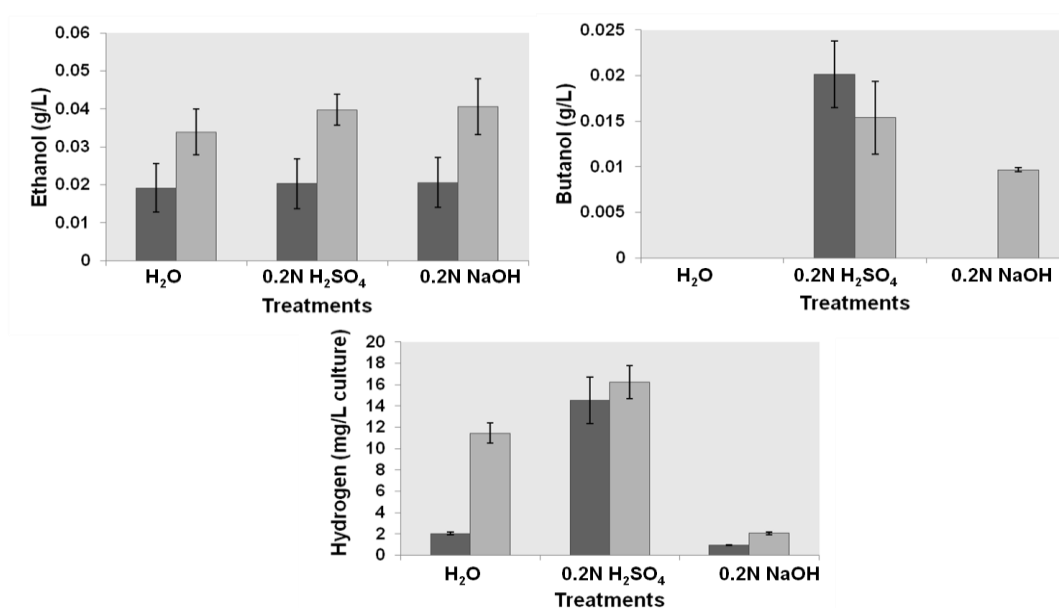 Ethanol (g/L)
0.06
0.05
0.04
0.03
0.02
0.01
0
H₂O 0.2N H₂SO₄ 0.2N NaOH
Treatments
Butanol (g/L)
0.025
0.02
0.015
0.01
0.005
0
H₂O 0.2N H₂SO₄ 0.2N NaOH
Treatments
Hydrogen (mg/L culture)
20
18
16
14
12
10
8
6
4
2
0
H₂O 0.2N H₂SO₄ 0.2N NaOH
Treatments